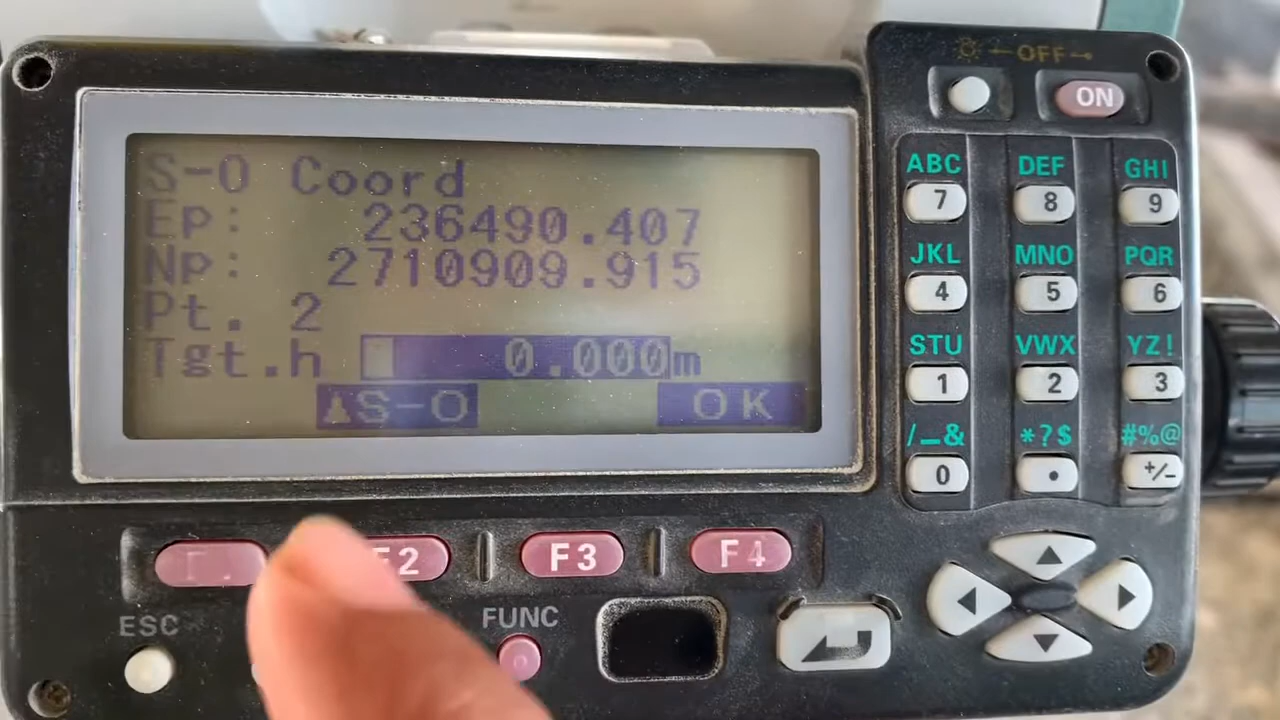 S-O Coord
Ep: 236490.407
Np: 2710909.915
Pt. 2
Tgt.h 0.000m
S-O OK
OFF
ON
ABC DEF GHI
7 8 9
JKL MNO PQR
4 5 6
STU VWX YZ!
1 2 3
/_& *?$ #%@
0 • +/-
F2 F3 F4
ESC FUNC